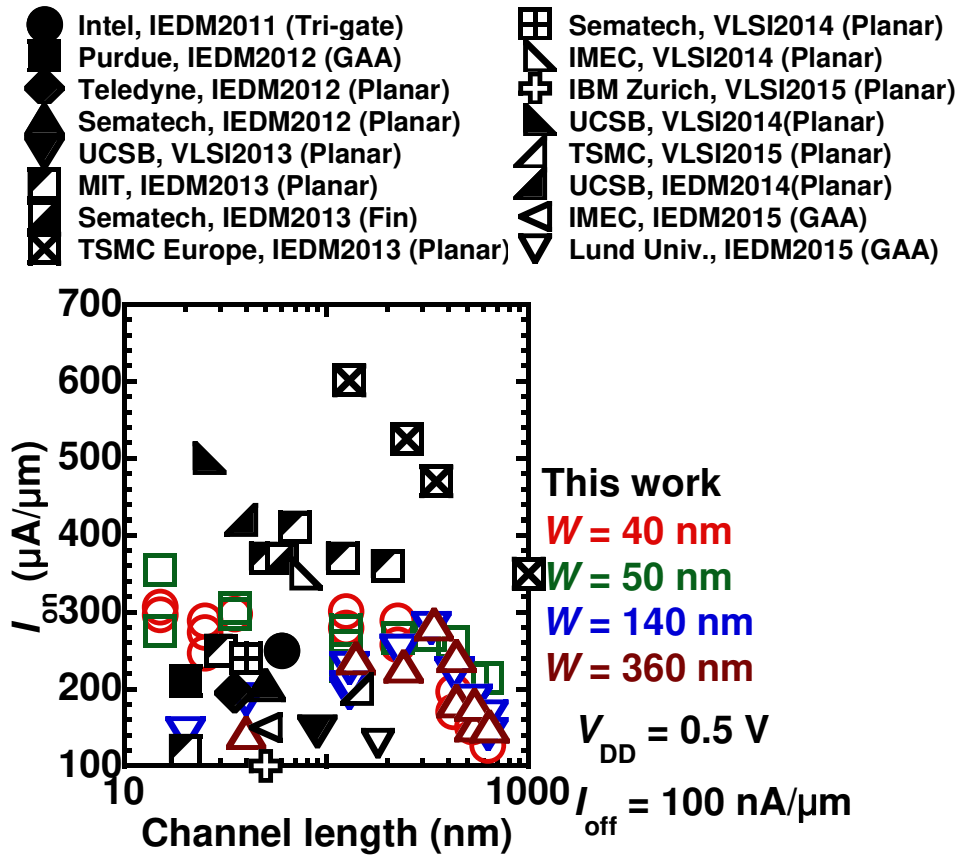 Intel, IEDM2011 (Tri-gate)
Purdue, IEDM2012 (GAA)
Teledyne, IEDM2012 (Planar)
Sematech, IEDM2012 (Planar)
UCSB, VLSI2013 (Planar)
MIT, IEDM2013 (Planar)
Sematech, IEDM2013 (Fin)
TSMC Europe, IEDM2013 (Planar)
Sematech, VLSI2014 (Planar)
IMEC, VLSI2014 (Planar)
IBM Zurich, VLSI2015 (Planar)
UCSB, VLSI2014(Planar)
TSMC, VLSI2015 (Planar)
UCSB, IEDM2014(Planar)
IMEC, IEDM2015 (GAA)
Lund Univ., IEDM2015 (GAA)
700
600
500
400
300
200
100
Ion (µA/µm)
10
1000
Channel length (nm)
This work
W = 40 nm
W = 50 nm
W = 140 nm
W = 360 nm
VDD = 0.5 V
Ioff = 100 nA/µm